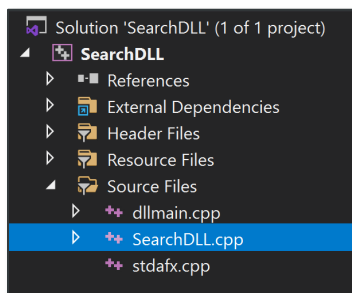 Solution 'SearchDLL' (1 of 1 project)
SearchDLL
References
External Dependencies
Header Files
Resource Files
Source Files
dllmain.cpp
SearchDLL.cpp
stdafx.cpp